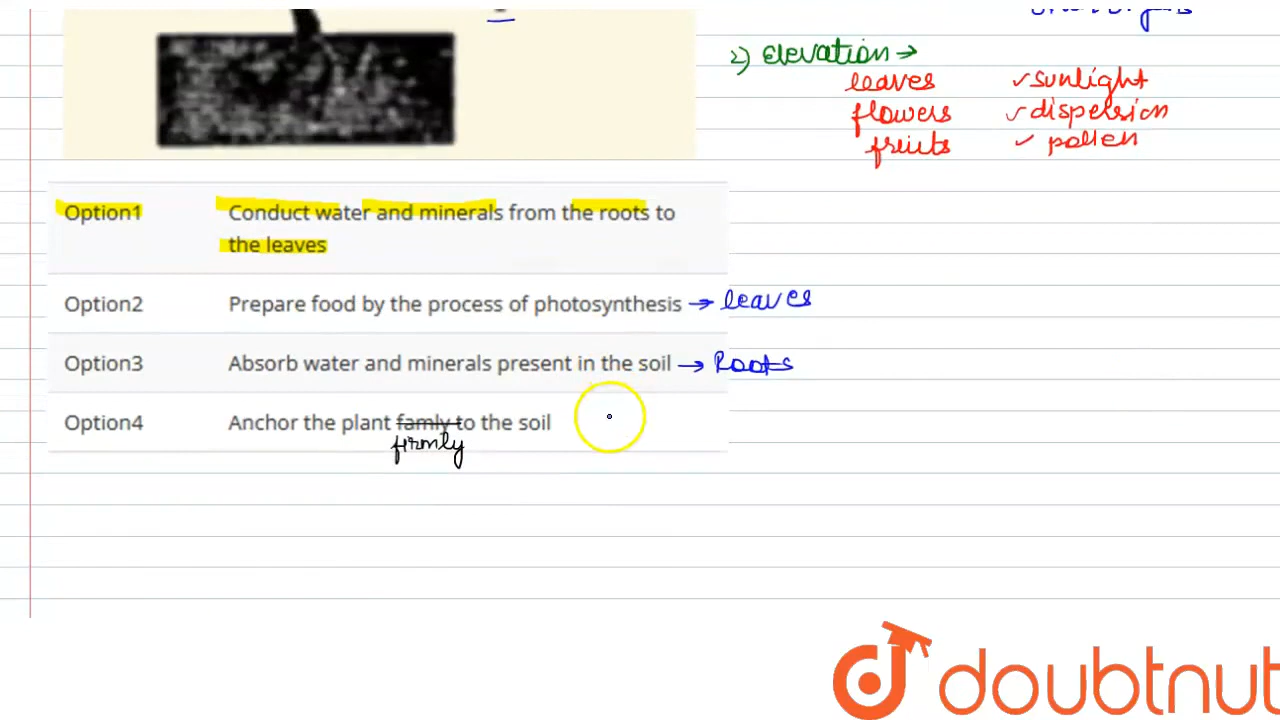 2) Elevation →
leaves ✓ sunlight
flowers ✓ dispersion
fruits ✓ pollen
Option1 Conduct water and minerals from the roots to
the leaves
Option2 Prepare food by the process of photosynthesis → leaves
Option3 Absorb water and minerals present in the soil → Roots
Option4 Anchor the plant famly to the soil
firmly
doubtnut